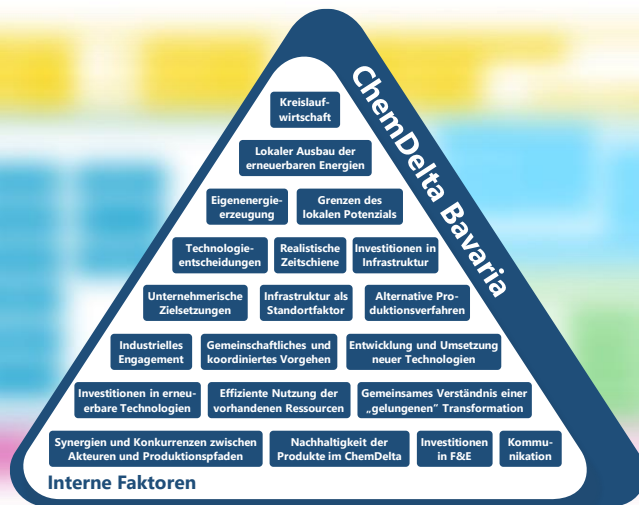 ChemDelta Bavaria
Kreislauf-
wirtschaft
Lokaler Ausbau der
erneuerbaren Energien
Eigenenergie-
erzeugung
Grenzen des
lokalen Potenzials
Technologie-
entscheidungen
Realistische
Zeitschiene
Investitionen in
Infrastruktur
Unternehmerische
Zielsetzungen
Infrastruktur als
Standortfaktor
Alternative Pro-
duktionsverfahren
Industrielles
Engagement
Gemeinschaftliches und
koordiniertes Vorgehen
Entwicklung und Umsetzung
neuer Technologien
Investitionen in erneu-
erbare Technologien
Effiziente Nutzung der
vorhandenen Ressourcen
Gemeinsames Verständnis einer
„gelungenen" Transformation
Synergien und Konkurrenzen zwischen
Akteuren und Produktionspfaden
Nachhaltigkeit der
Produkte im ChemDelta
Investitionen
in F&E
Kommu-
nikation
Interne Faktoren